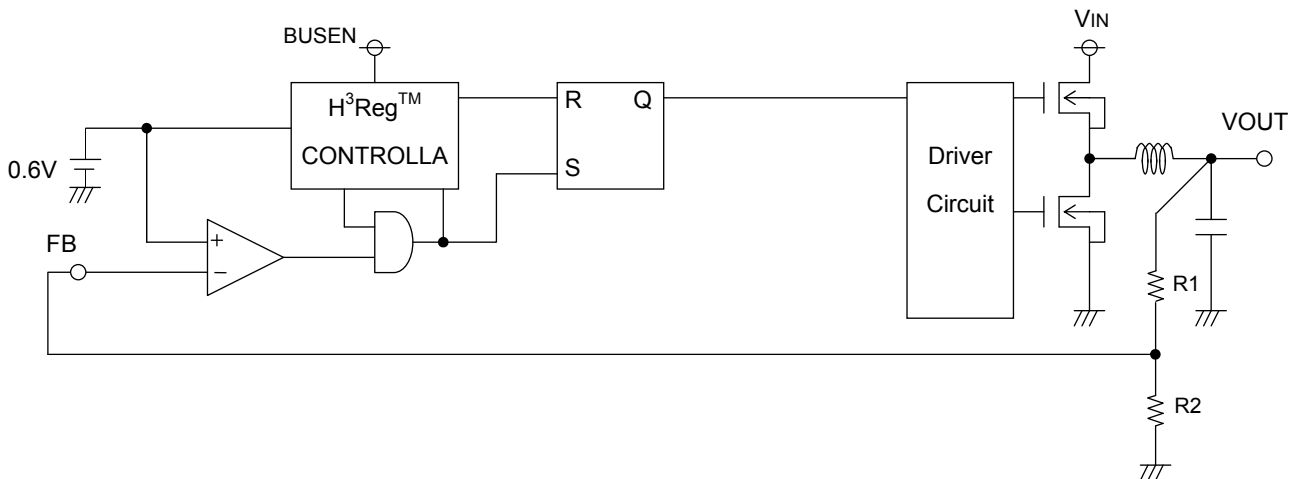 BUSEN
VIN
H³Reg™
CONTROLLA
R
Q
S
0.6V
FB
+
−
Driver
Circuit
VOUT
R1
R2